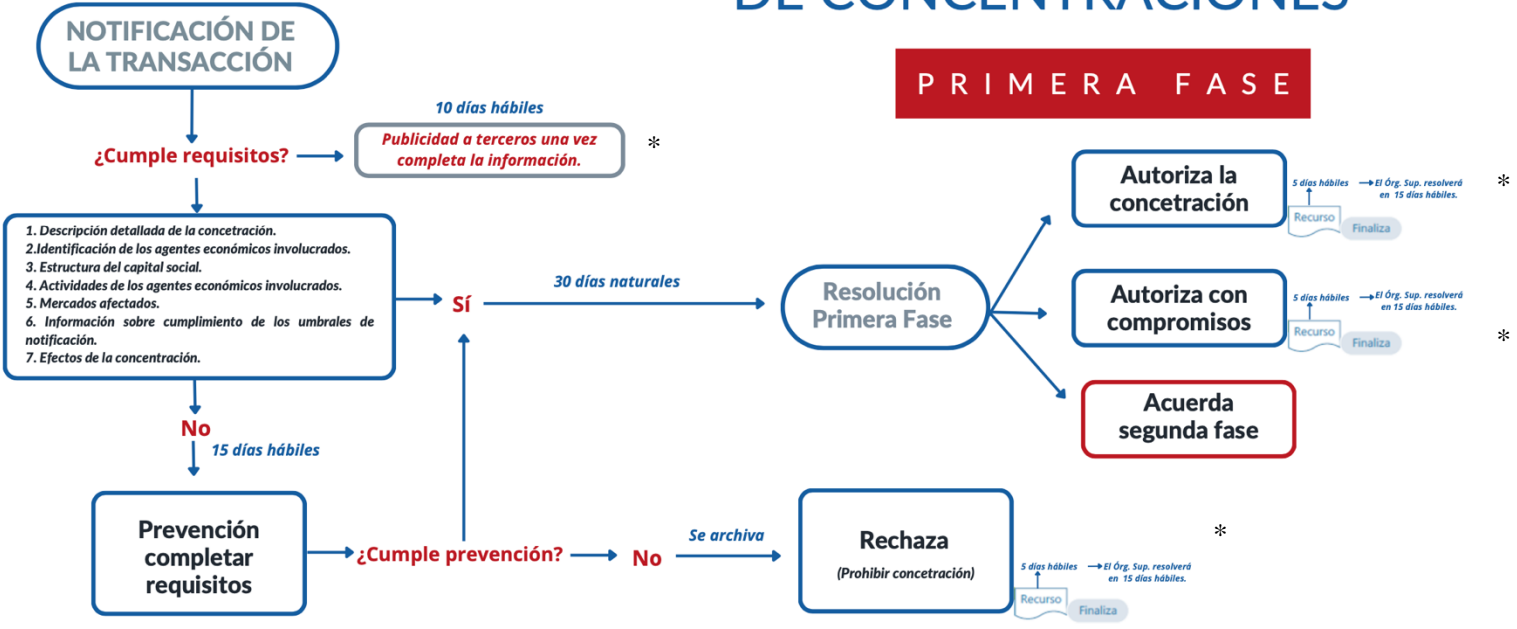 DE CONCENTRACIONES
PRIMERA FASE
NOTIFICACIÓN DE
LA TRANSACCIÓN
¿Cumple requisitos?
10 días hábiles
Publicidad a terceros una vez
completa la información.
*
1. Descripción detallada de la concetración.
2.Identificación de los agentes económicos involucrados.
3. Estructura del capital social.
4. Actividades de los agentes económicos involucrados.
5. Mercados afectados.
6. Información sobre cumplimiento de los umbrales de
notificación.
7. Efectos de la concentración.
Sí
30 días naturales
Resolución
Primera Fase
Autoriza la
concetración
5 días hábiles
El Órg. Sup. resolverá
en 15 días hábiles.
Recurso
Finaliza
*
Autoriza con
compromisos
5 días hábiles
El Órg. Sup. resolverá
en 15 días hábiles.
Recurso
Finaliza
*
Acuerda
segunda fase
No
15 días hábiles
Prevención
completar
requisitos
¿Cumple prevención?
No
Se archiva
Rechaza
(Prohibir concetración)
*
5 días hábiles
El Órg. Sup. resolverá
en 15 días hábiles.
Recurso
Finaliza